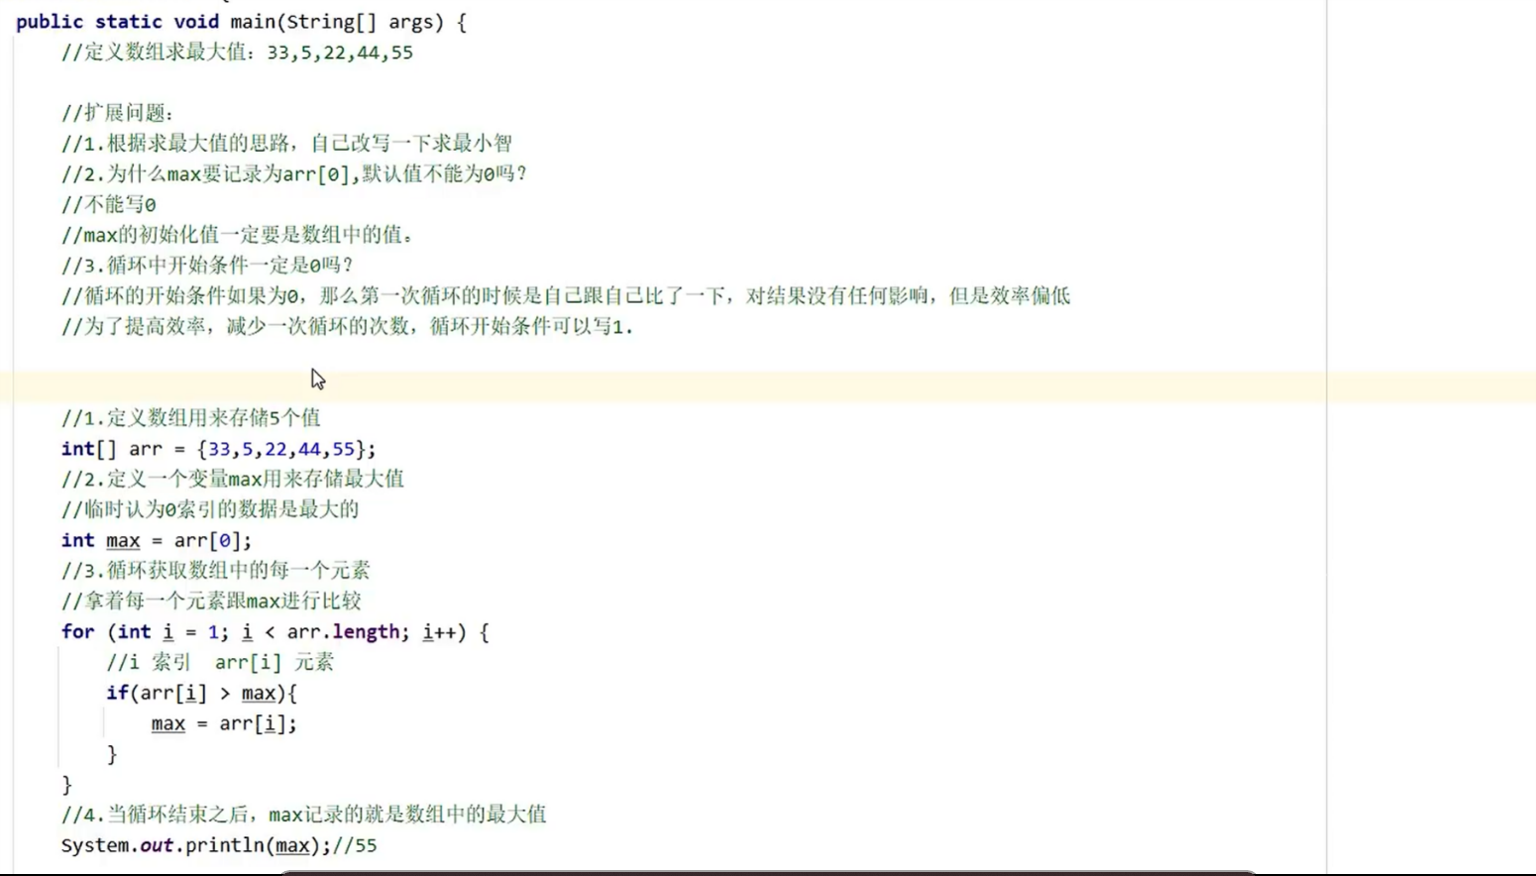 public static void main(String[] args) {
//定义数组求最大值：33,5,22,44,55
//扩展问题：
//1.根据求最大值的思路，自己改写一下求最小智
//2.为什么max要记录为arr[0],默认值不能为0吗？
//不能写0
//max的初始化值一定要是数组中的值。
//3.循环中开始条件一定是0吗？
//循环的开始条件如果为0，那么第一次循环的时候是自己跟自己比了一下，对结果没有任何影响，但是效率偏低
//为了提高效率，减少一次循环的次数，循环开始条件可以写1.
//1.定义数组用来存储5个值
int[] arr = {33,5,22,44,55};
//2.定义一个变量max用来存储最大值
//临时认为0索引的数据是最大的
int max = arr[0];
//3.循环获取数组中的每一个元素
//拿着每一个元素跟max进行比较
for (int i = 1; i < arr.length; i++) {
//i 索引  arr[i] 元素
if(arr[i] > max){
max = arr[i];
}
}
//4.当循环结束之后，max记录的就是数组中的最大值
System.out.println(max);//55